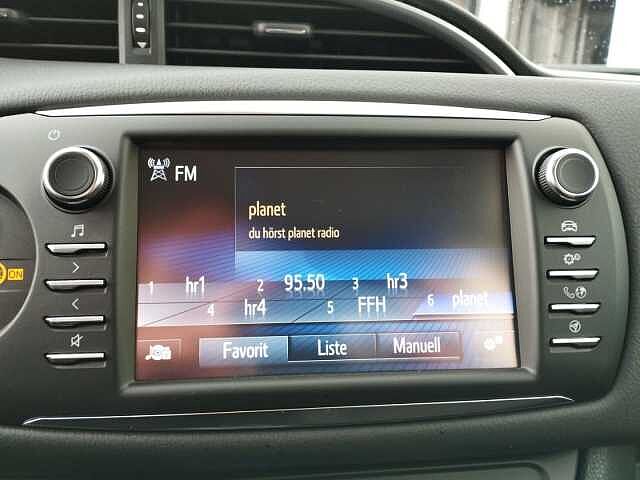 FM
planet
du hörst planet radio
1 hr1 2 95.50 3 hr3
4 hr4 5 FFH 6 planet
ON
Favorit Liste Manuell